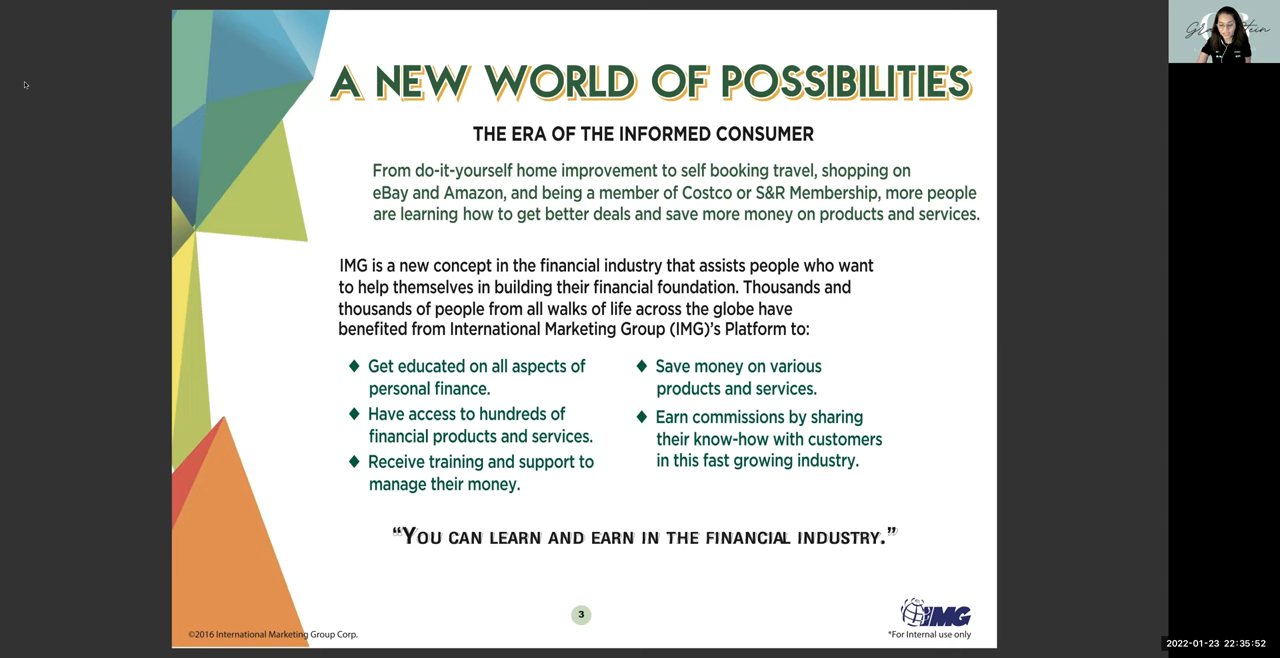 A NEW WORLD OF POSSIBILITIES
THE ERA OF THE INFORMED CONSUMER
From do-it-yourself home improvement to self booking travel, shopping on
eBay and Amazon, and being a member of Costco or S&R Membership, more people
are learning how to get better deals and save more money on products and services.
IMG is a new concept in the financial industry that assists people who want
to help themselves in building their financial foundation. Thousands and
thousands of people from all walks of life across the globe have
benefited from International Marketing Group (IMG)'s Platform to:
♦ Get educated on all aspects of
personal finance.
♦ Have access to hundreds of
financial products and services.
♦ Receive training and support to
manage their money.
♦ Save money on various
products and services.
♦ Earn commissions by sharing
their know-how with customers
in this fast growing industry.
“YOU CAN LEARN AND EARN IN THE FINANCIAL INDUSTRY.”
3
IMG
©2016 International Marketing Group Corp.
*For Internal use only
2022-01-23 22:35:52